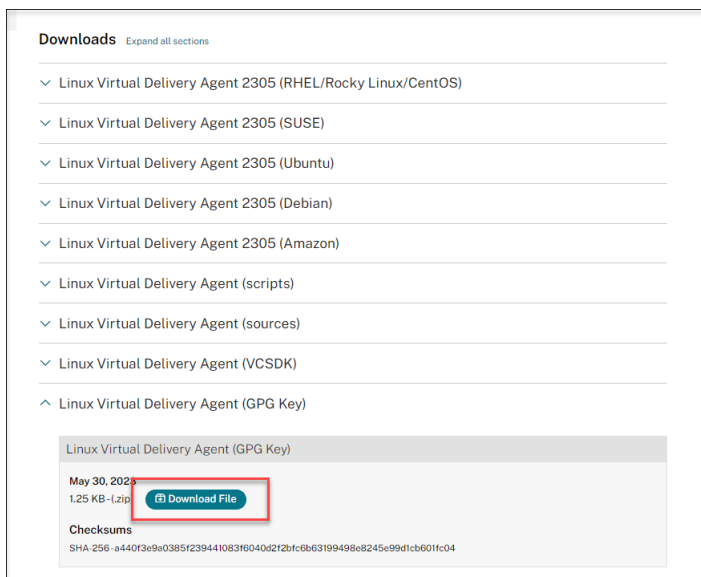 Downloads Expand all sections
Linux Virtual Delivery Agent 2305 (RHEL/Rocky Linux/CentOS)
Linux Virtual Delivery Agent 2305 (SUSE)
Linux Virtual Delivery Agent 2305 (Ubuntu)
Linux Virtual Delivery Agent 2305 (Debian)
Linux Virtual Delivery Agent 2305 (Amazon)
Linux Virtual Delivery Agent (scripts)
Linux Virtual Delivery Agent (sources)
Linux Virtual Delivery Agent (VCSDK)
Linux Virtual Delivery Agent (GPG Key)
Linux Virtual Delivery Agent (GPG Key)
May 30, 2023
1.25 KB - (.zip) Download File
Checksums
SHA-256 - a440f3e9a0385f239441083f6040d2f2bfc6b63199498e8245e99d1cb601fc04